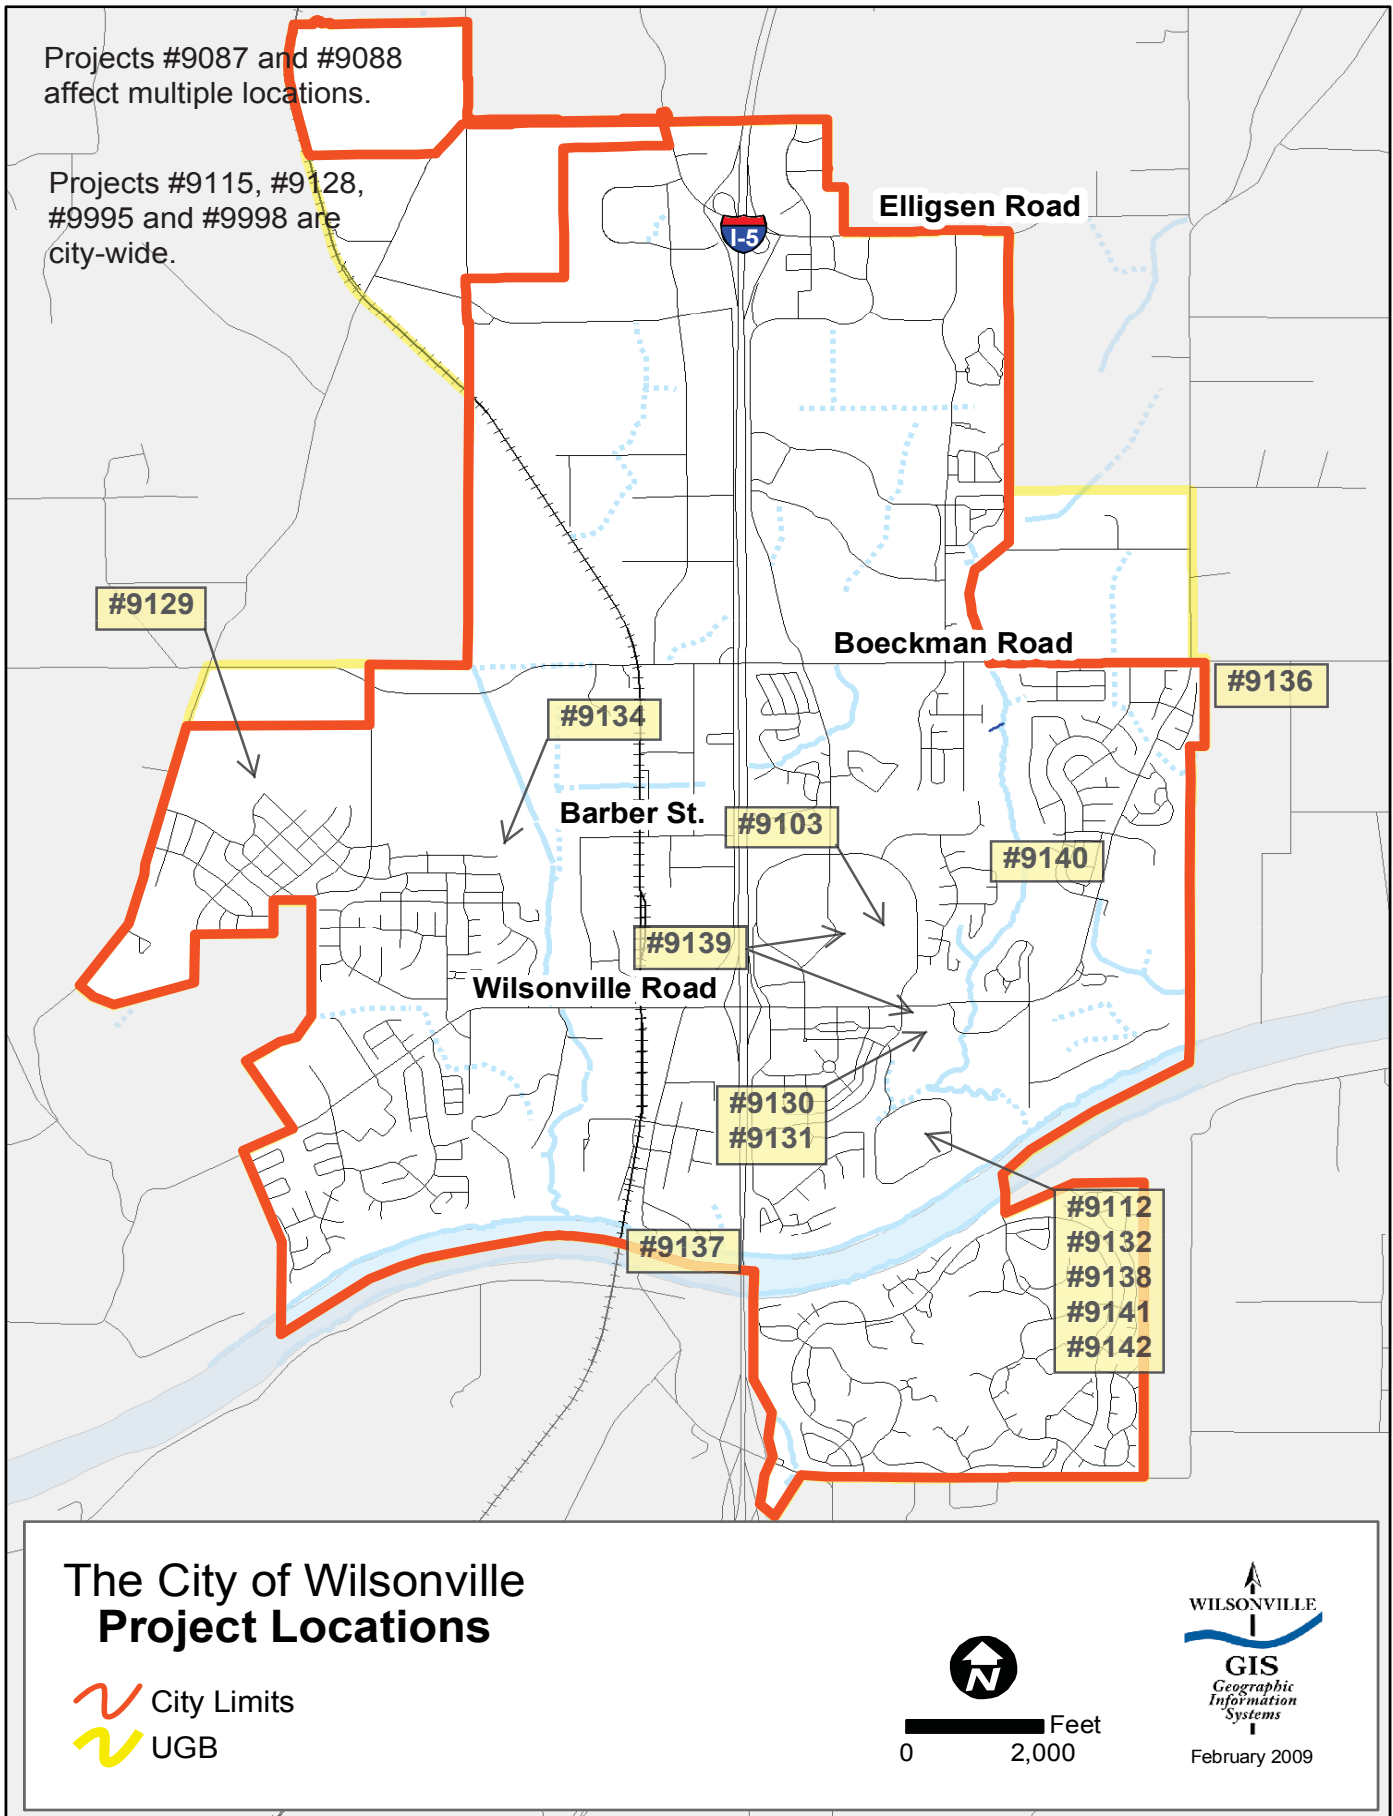 Projects #9087 and #9088
affect multiple locations.
Projects #9115, #9128,
#9995 and #9998 are
city-wide.
Elligsen Road
I-5
#9129
Boeckman Road
#9136
#9134
Barber St.
#9103
#9140
#9139
Wilsonville Road
#9130
#9131
#9112
#9132
#9138
#9141
#9142
#9137
The City of Wilsonville
Project Locations
City Limits
UGB
N
Feet
0 2,000
WILSONVILLE
GIS
Geographic
Information
Systems
February 2009